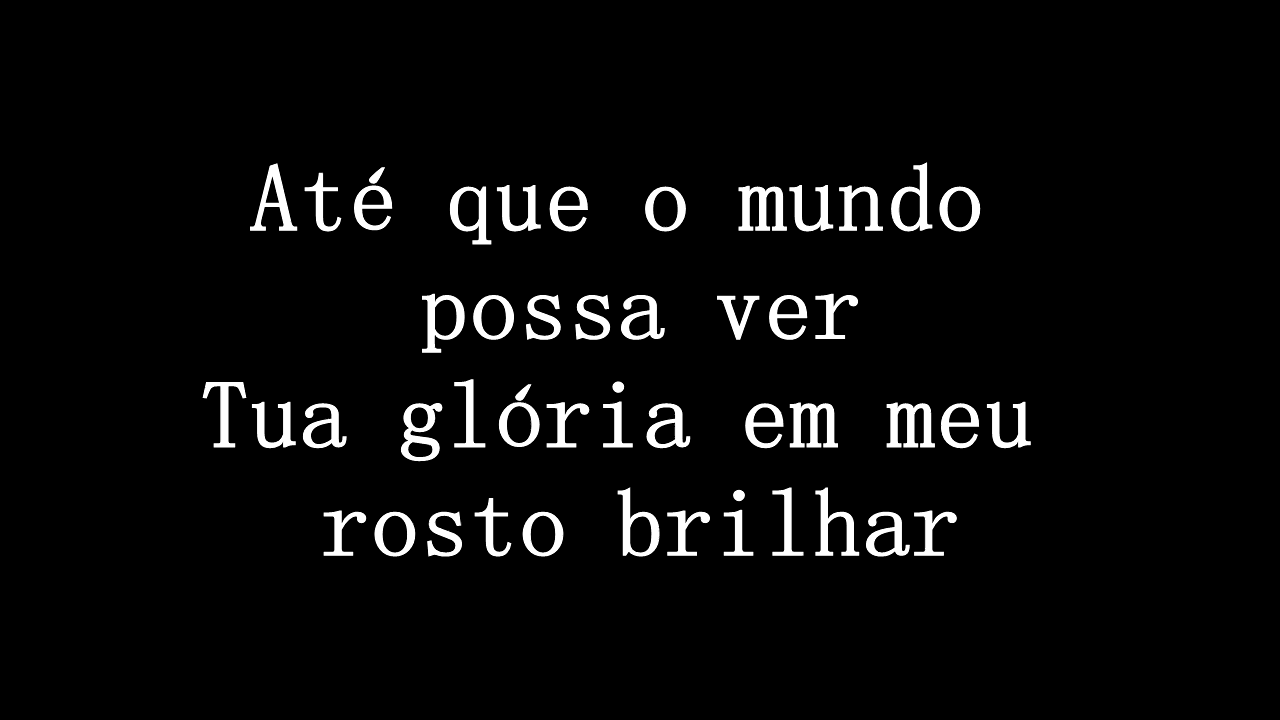 Até que o mundo
possa ver
Tua glória em meu
rosto brilhar